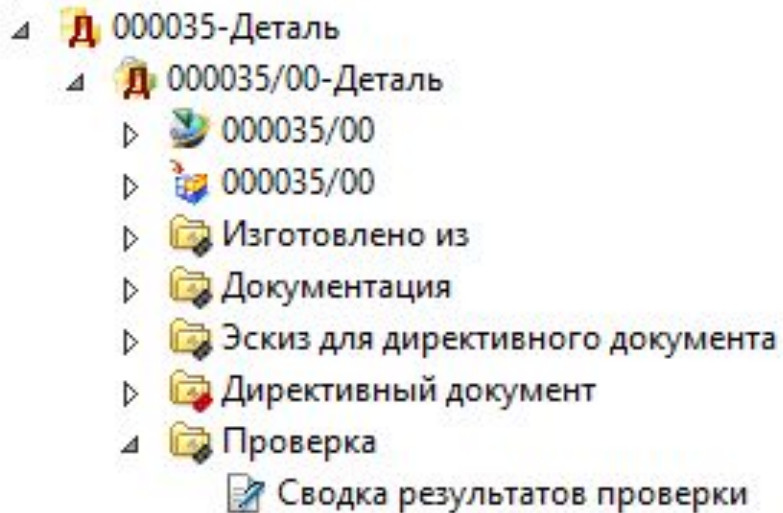 000035-Деталь
000035/00-Деталь
000035/00
000035/00
Изготовлено из
Документация
Эскиз для директивного документа
Директивный документ
Проверка
Сводка результатов проверки